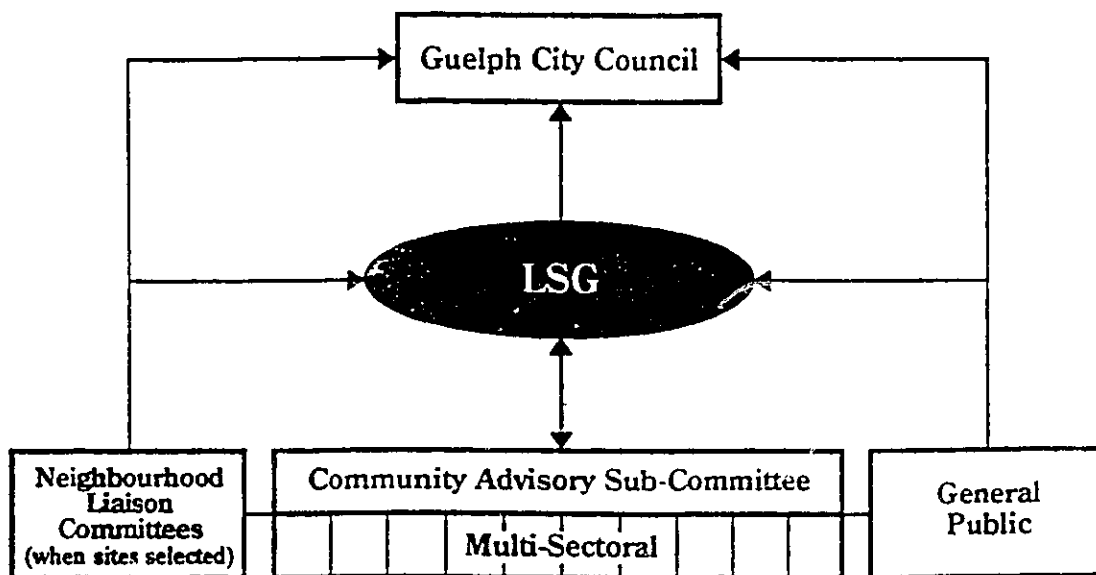 Guelph City Council
LSG
Neighbourhood
Liaison
Committees
(when sites selected)
Community Advisory Sub-Committee
Multi-Sectoral
General
Public